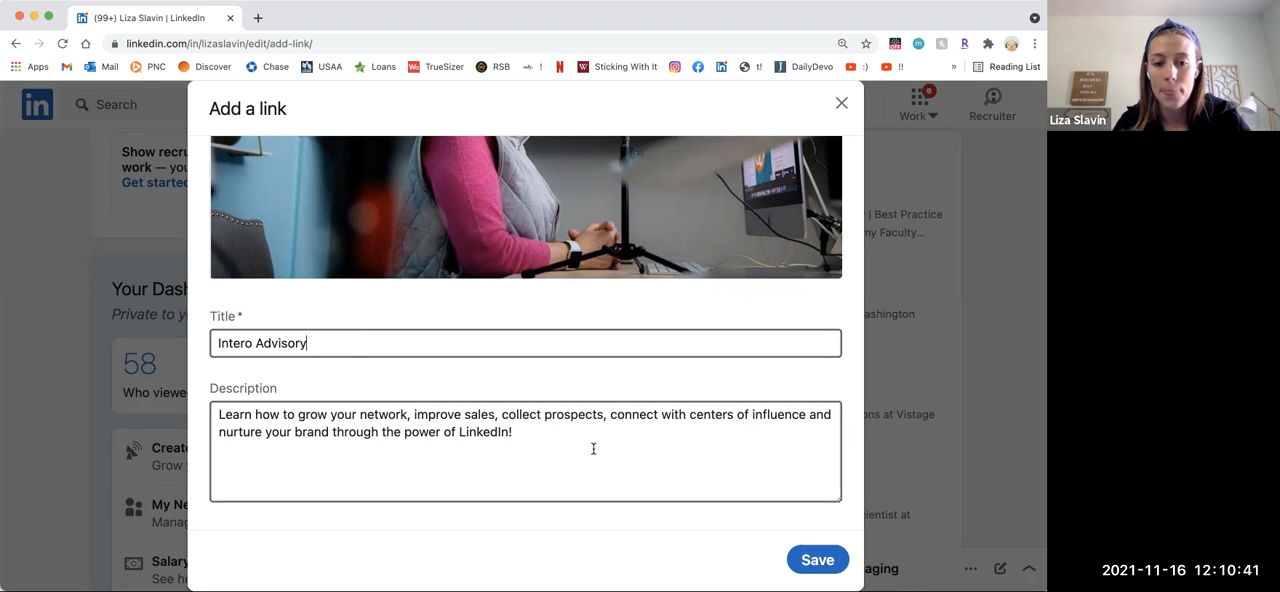 (99+) Liza Slavin | LinkedIn
linkedin.com/in/lizaslavin/edit/add-link/
Apps
Mail
PNC
Discover
Chase
USAA
Loans
TrueSizer
RSB
!
Sticking With It
t!
DailyDevo
:)
!!
»
Reading List
in
Search
Work
Recruiter
Add a link
Show recru
work — you
Get starte
| Best Practice
my Faculty...
Your Dash
Private to y
ashington
58
Who viewe
Title*
Intero Advisory
Description
Learn how to grow your network, improve sales, collect prospects, connect with centers of influence and
nurture your brand through the power of LinkedIn!
ons at Vistage
Create
Grow
My Ne
Manag
cientist at
Salary
See ho
Save
aging
Liza Slavin
2021-11-16 12:10:41